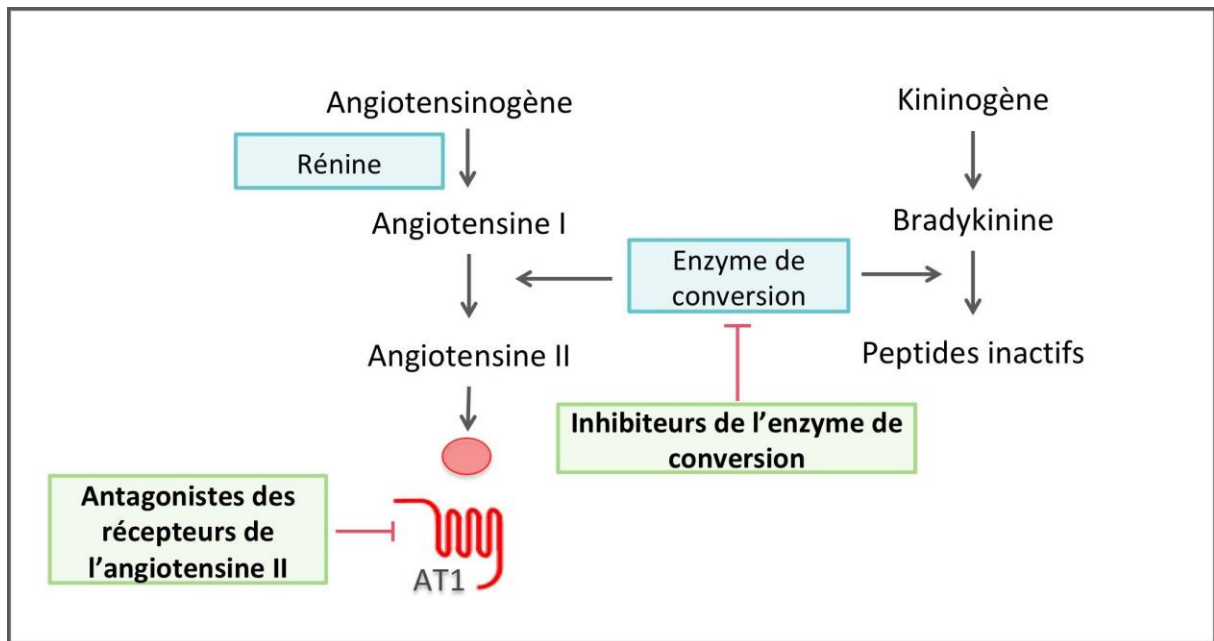 Angiotensinogène
Kininogène
Rénine
Angiotensine I
Bradykinine
Enzyme de
conversion
Angiotensine II
Peptides inactifs
Inhibiteurs de l’enzyme de
conversion
Antagonistes des
récepteurs de
l’angiotensine II
AT1